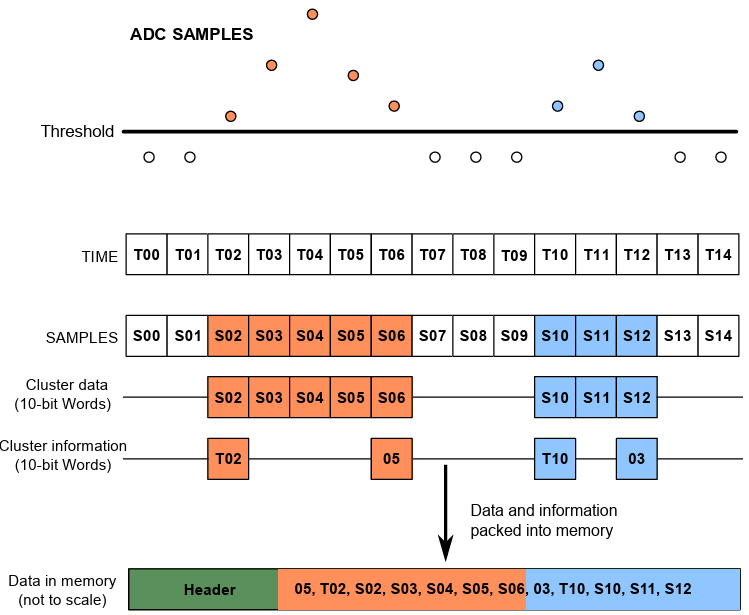 ADC SAMPLES
Threshold
TIME T00 T01 T02 T03 T04 T05 T06 T07 T08 T09 T10 T11 T12 T13 T14
SAMPLES S00 S01 S02 S03 S04 S05 S06 S07 S08 S09 S10 S11 S12 S13 S14
Cluster data
(10-bit Words)
S02 S03 S04 S05 S06 S10 S11 S12
Cluster information
(10-bit Words)
T02 05 T10 03
Data and information
packed into memory
Data in memory
(not to scale)
Header 05, T02, S02, S03, S04, S05, S06, 03, T10, S10, S11, S12